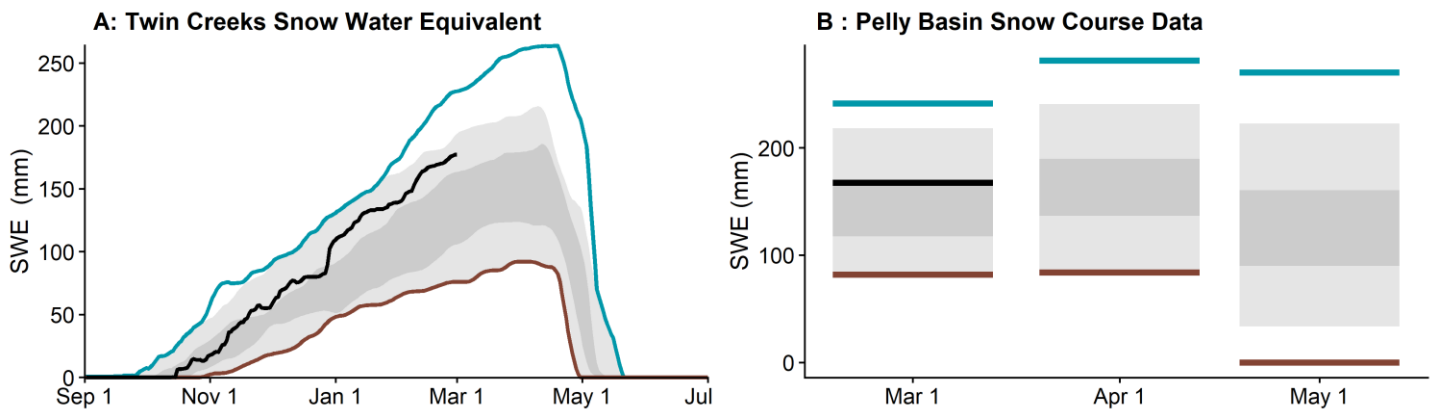 A: Twin Creeks Snow Water Equivalent
SWE (mm)
250
200
150
100
50
0
Sep 1 Nov 1 Jan 1 Mar 1 May 1 Jul
B : Pelly Basin Snow Course Data
SWE (mm)
200
100
0
Mar 1 Apr 1 May 1